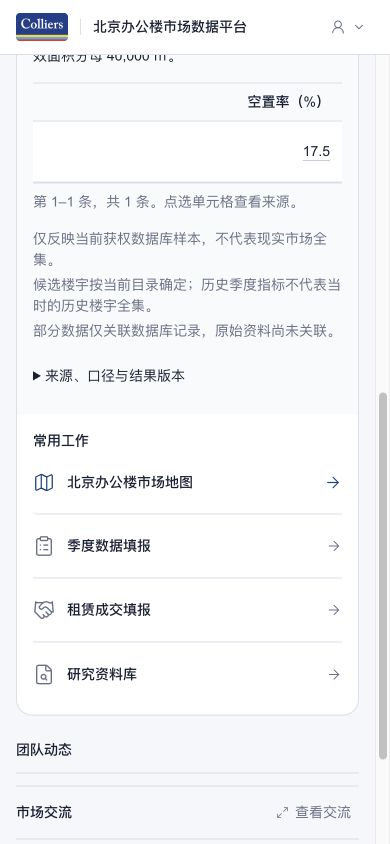 Colliers
北京办公楼市场数据平台
效面积分母 40,000 m²。
空置率（%）
17.5
第 1–1 条，共 1 条。点选单元格查看来源。
仅反映当前获权数据库样本，不代表现实市场全
集。
候选楼宇按当前目录确定；历史季度指标不代表当
时的历史楼宇全集。
部分数据仅关联数据库记录，原始资料尚未关联。
▶ 来源、口径与结果版本
常用工作
北京办公楼市场地图
季度数据填报
租赁成交填报
研究资料库
团队动态
市场交流
查看交流